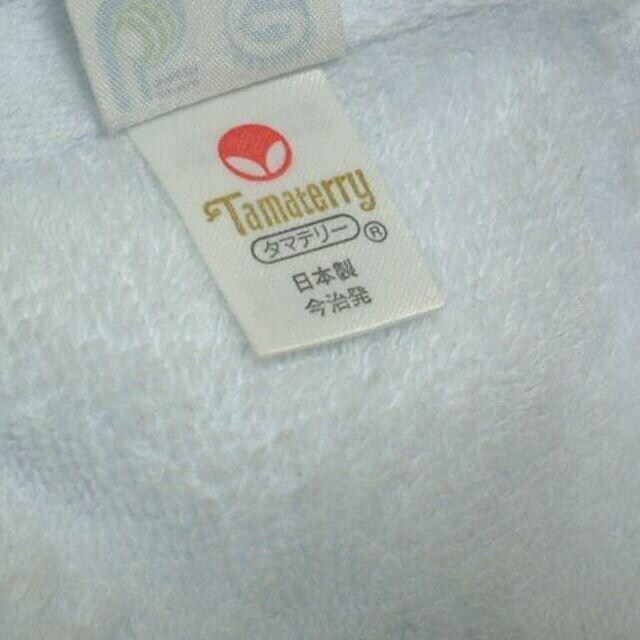 Tamaterry
タマテリー ®
日本製
今治発